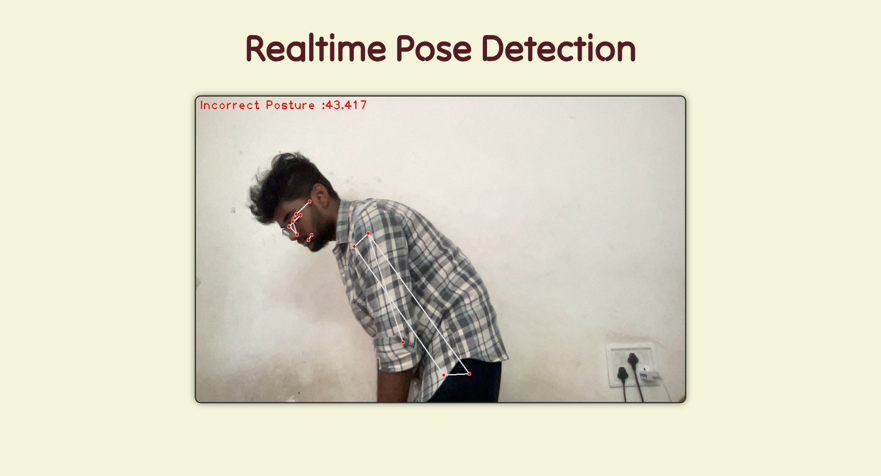 Realtime Pose Detection
Incorrect Posture :43.417